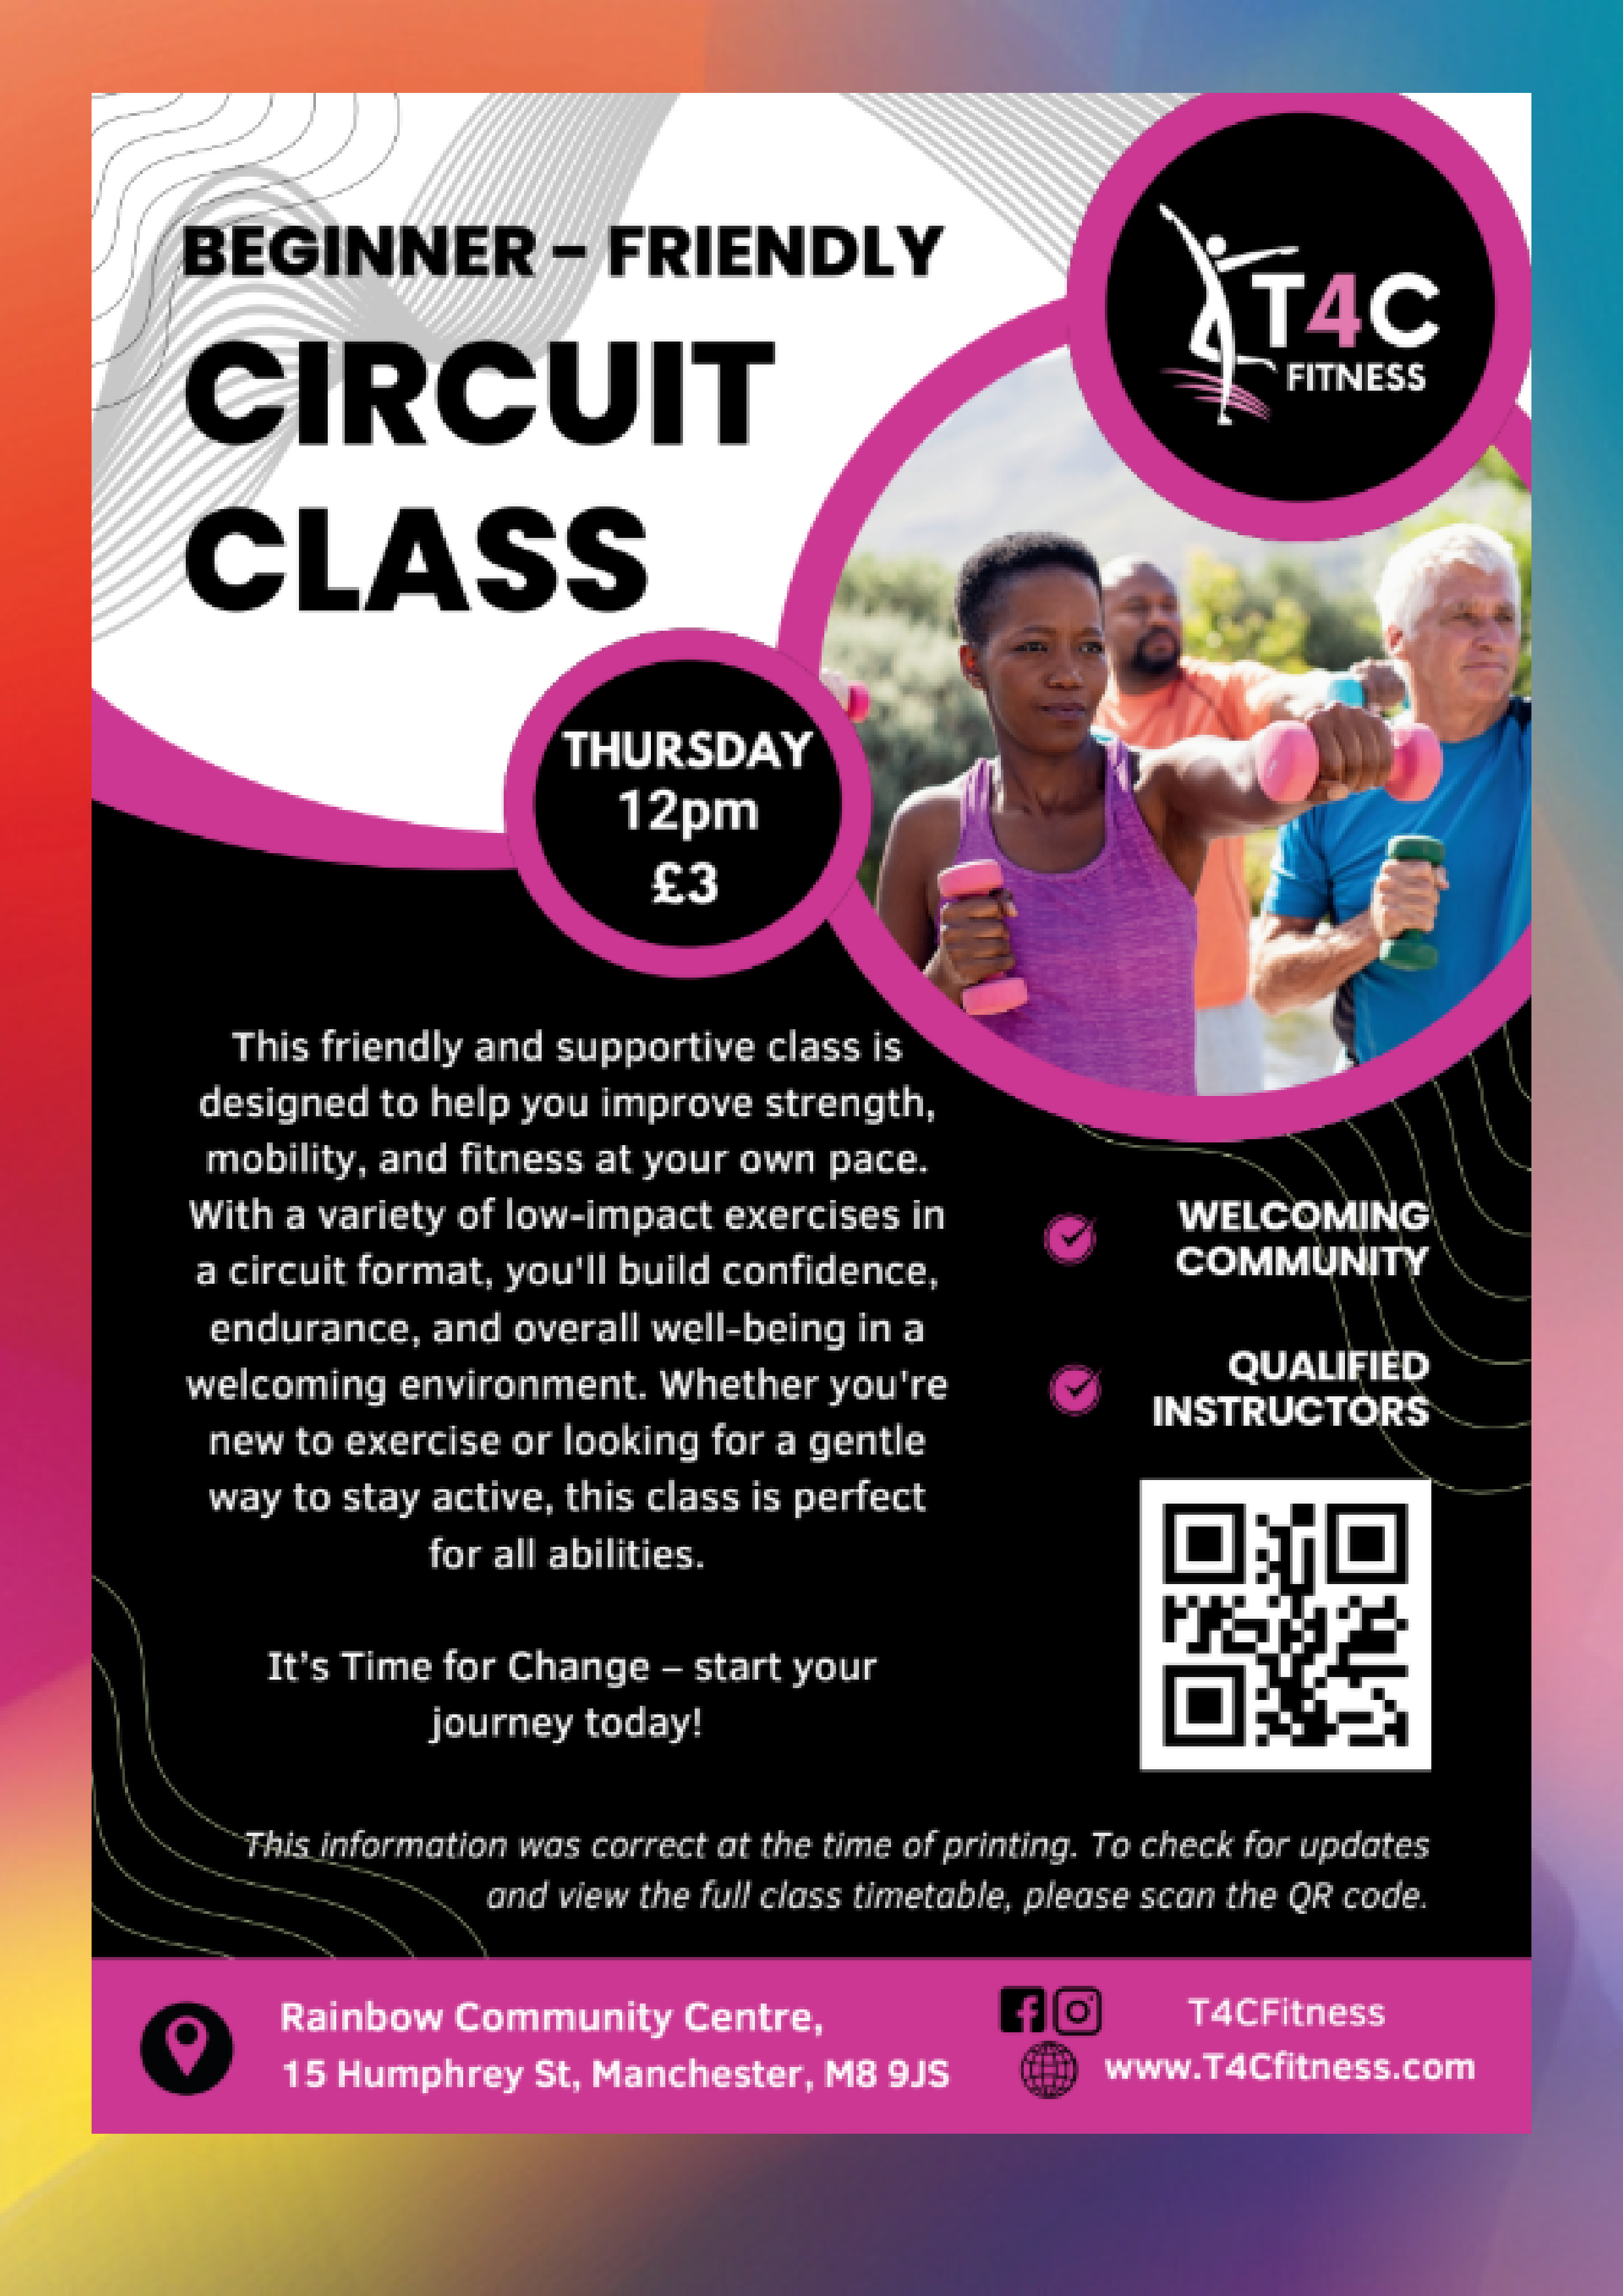 BEGINNER – FRIENDLY
CIRCUIT
CLASS
T4C
FITNESS
THURSDAY
12pm
£3
This friendly and supportive class is
designed to help you improve strength,
mobility, and fitness at your own pace.
With a variety of low-impact exercises in
a circuit format, you'll build confidence,
endurance, and overall well-being in a
welcoming environment. Whether you're
new to exercise or looking for a gentle
way to stay active, this class is perfect
for all abilities.
It’s Time for Change – start your
journey today!
WELCOMING
COMMUNITY
QUALIFIED
INSTRUCTORS
This information was correct at the time of printing. To check for updates
and view the full class timetable, please scan the QR code.
Rainbow Community Centre,
15 Humphrey St, Manchester, M8 9JS
T4CFitness
www.T4Cfitness.com